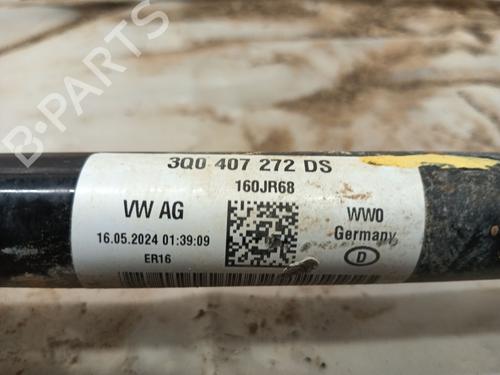 3Q0 407 272 DS
160JR68
VW AG
WW0
16.05.2024 01:39:09
Germany
ER16
D
B-PARTS